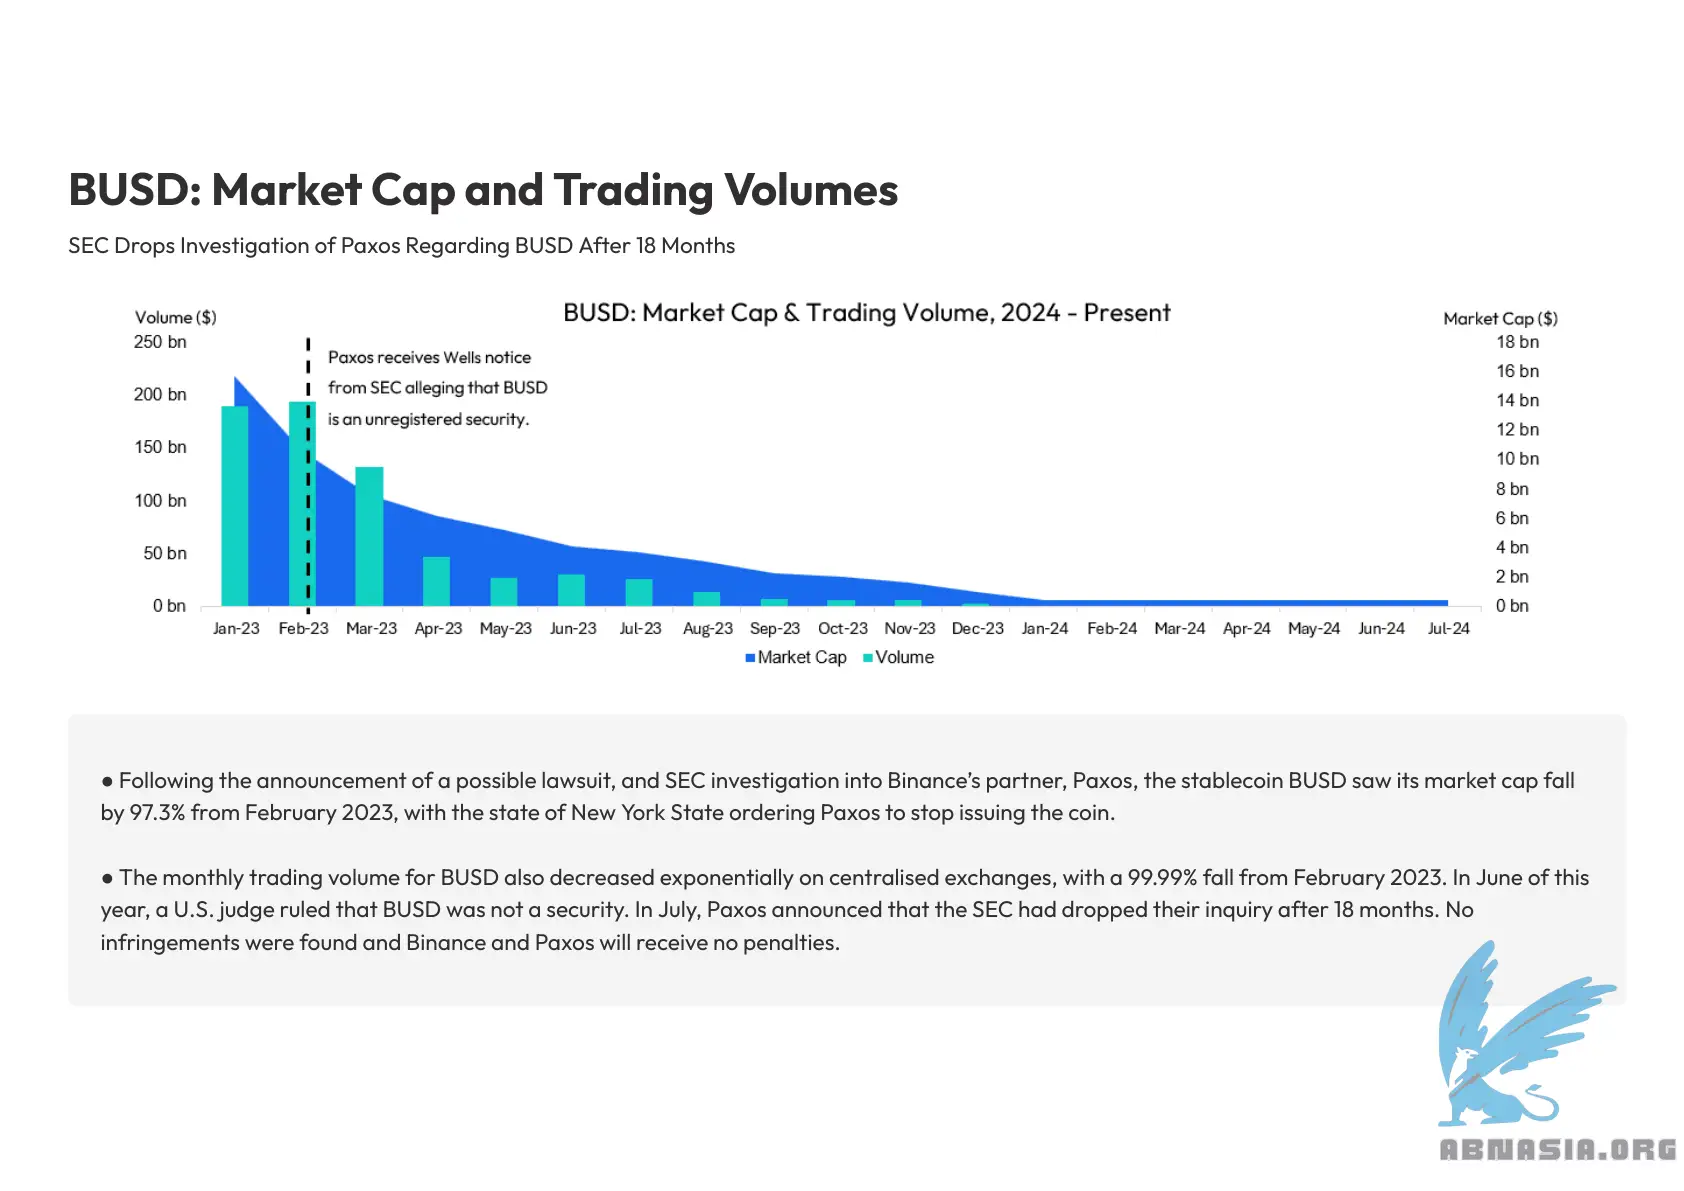 BUSD: Market Cap and Trading Volumes
SEC Drops Investigation of Paxos Regarding BUSD After 18 Months
BUSD: Market Cap & Trading Volume, 2024 - Present
Volume ($)
250 bn
200 bn
150 bn
100 bn
50 bn
0 bn
Paxos receives Wells notice
from SEC alleging that BUSD
is an unregistered security.
Market Cap ($)
18 bn
16 bn
14 bn
12 bn
10 bn
8 bn
6 bn
4 bn
2 bn
0 bn
Jan-23 Feb-23 Mar-23 Apr-23 May-23 Jun-23 Jul-23 Aug-23 Sep-23 Oct-23 Nov-23 Dec-23 Jan-24 Feb-24 Mar-24 Apr-24 May-24 Jun-24 Jul-24
Market Cap Volume
● Following the announcement of a possible lawsuit, and SEC investigation into Binance’s partner, Paxos, the stablecoin BUSD saw its market cap fall
by 97.3% from February 2023, with the state of New York State ordering Paxos to stop issuing the coin.
● The monthly trading volume for BUSD also decreased exponentially on centralised exchanges, with a 99.99% fall from February 2023. In June of this
year, a U.S. judge ruled that BUSD was not a security. In July, Paxos announced that the SEC had dropped their inquiry after 18 months. No
infringements were found and Binance and Paxos will receive no penalties.
ABNASIA.ORG